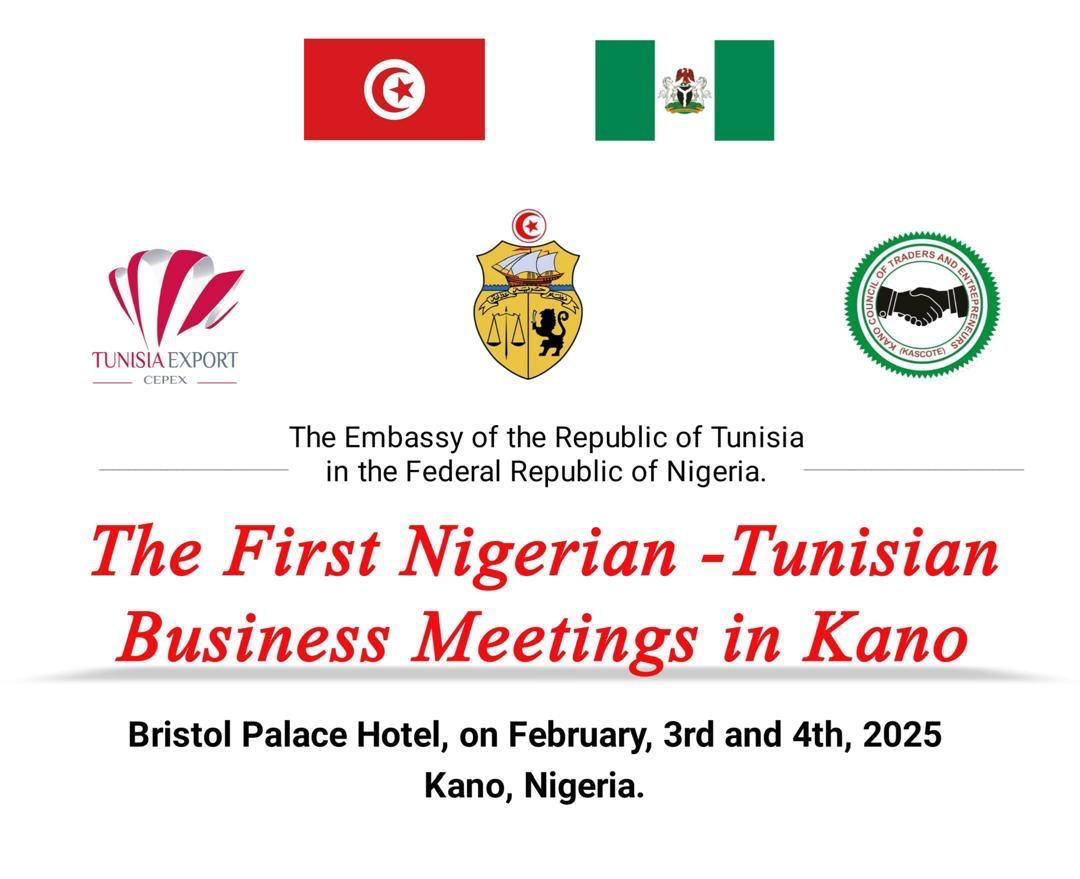 TUNISIA EXPORT
CEPEX
KANO COUNCIL OF TRADERS AND ENTREPRENEURS
(KASCOTE)
The Embassy of the Republic of Tunisia
in the Federal Republic of Nigeria.
The First Nigerian -Tunisian
Business Meetings in Kano
Bristol Palace Hotel, on February, 3rd and 4th, 2025
Kano, Nigeria.